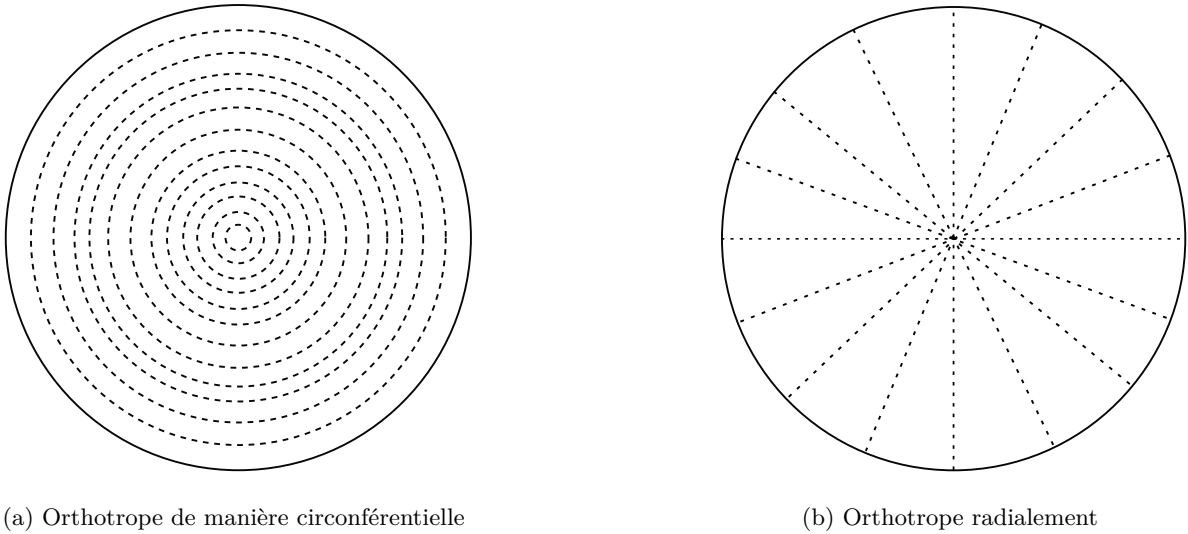 (a) Orthotrope de manière circonférentielle
(b) Orthotrope radialement